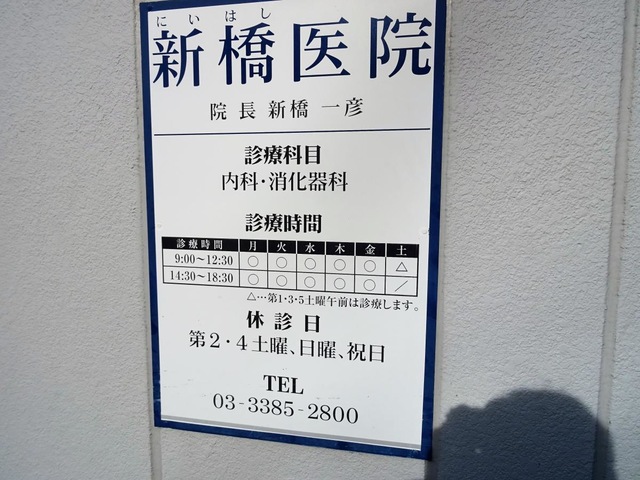 にいはし
新橋医院
院長 新橋 一彦
診療科目
内科・消化器科
診療時間
診療時間 月 火 水 木 金 土
9:00〜12:30 ○ ○ ○ ○ ○ △
14:30〜18:30 ○ ○ ○ ○ ○ ／
△…第1・3・5土曜午前は診療します。
休診日
第2・4土曜、日曜、祝日
TEL
03-3385-2800